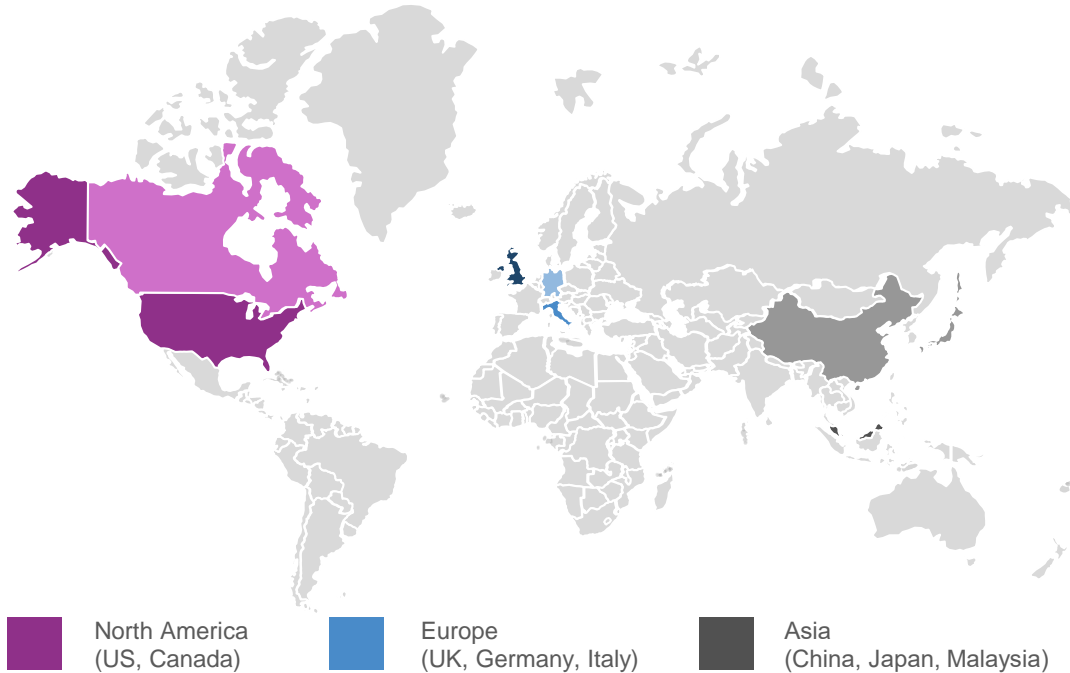 North America
(US, Canada)
Europe
(UK, Germany, Italy)
Asia
(China, Japan, Malaysia)